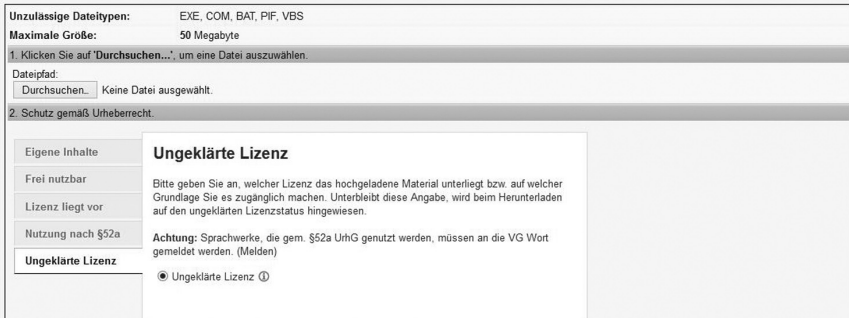 Unzulässige Dateitypen: EXE, COM, BAT, PIF, VBS
Maximale Größe: 50 Megabyte
1. Klicken Sie auf 'Durchsuchen...', um eine Datei auszuwählen.
Dateipfad:
Durchsuchen.. Keine Datei ausgewählt.
2. Schutz gemäß Urheberrecht.
Eigene Inhalte
Frei nutzbar
Lizenz liegt vor
Nutzung nach §52a
Ungeklärte Lizenz
Ungeklärte Lizenz
Bitte geben Sie an, welcher Lizenz das hochgeladene Material unterliegt bzw. auf welcher
Grundlage Sie es zugänglich machen. Unterbleibt diese Angabe, wird beim Herunterladen
auf den ungeklärten Lizenzstatus hingewiesen.
Achtung: Sprachwerke, die gem. §52a UrhG genutzt werden, müssen an die VG Wort
gemeldet werden. (Melden)
Ungeklärte Lizenz